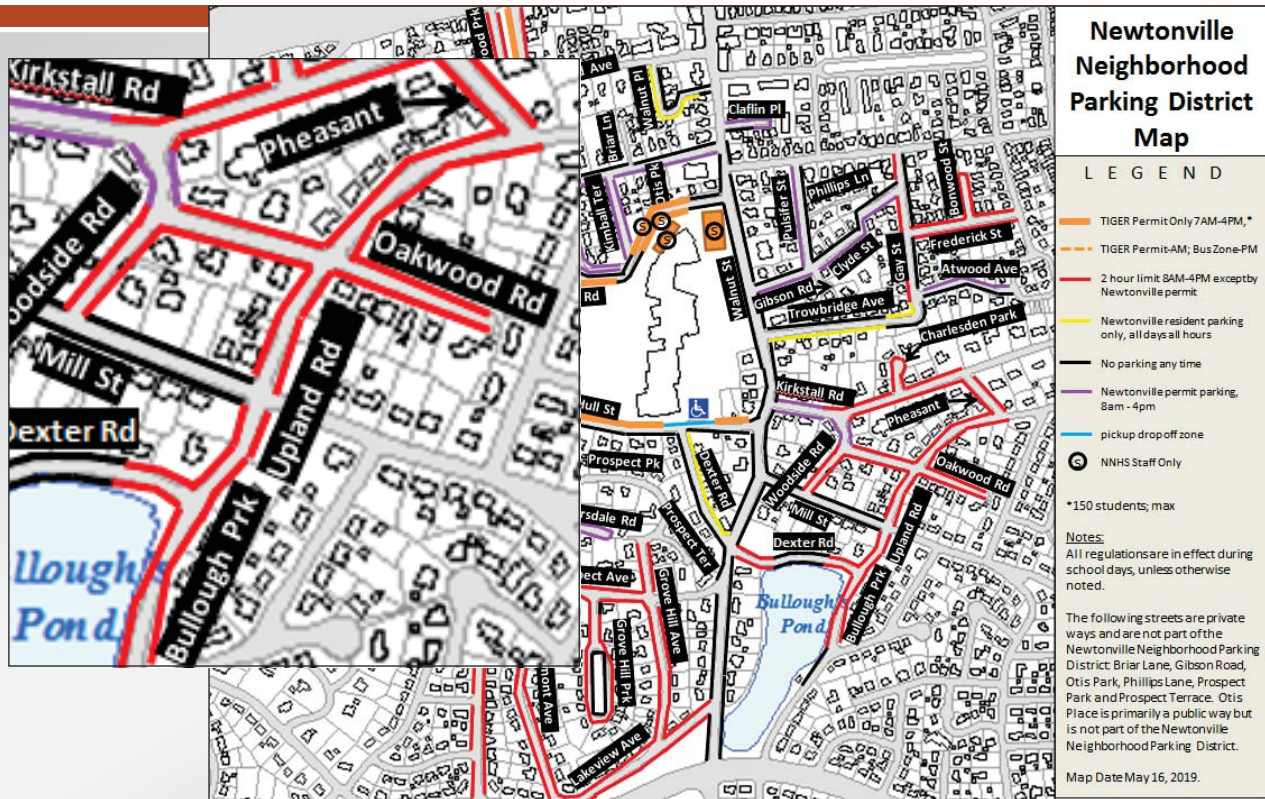 Newtonville
Neighborhood
Parking District
Map
LEGEND
TIGER Permit Only 7AM-4PM,*
TIGER Permit-AM; Bus Zone-PM
2 hour limit 8AM-4PM exceptby
Newtonville permit
Newtonville resident parking
only, all days all hours
No parking any time
Newtonville permit parking,
8am - 4pm
pickup drop off zone
S
NNHS Staff Only
*150 students; max
Notes:
All regulations are in effect during
school days, unless otherwise
noted.
The following streets are private
ways and are not part of the
Newtonville Neighborhood Parking
District: Briar Lane, Gibson Road,
Otis Park, Phillips Lane, Prospect
Park and Prospect Terrace. Otis
Place is primarily a public way but
is not part of the Newtonville
Neighborhood Parking District.
Map Date May 16, 2019.
Kirkstall Rd
Pheasant
oodside Rd
Oakwood Rd
Mill St
Upland Rd
Dexter Rd
Bullough Prk
llough's
Pond
ood Prk
d Ave
Walnut Pl
Claflin Pl
Briar Ln
Otis Pk
Kimball Ter
S
S
S
S
Rd
Walnut St
Pulsifer St
Phillips Ln
Bonwood St
Clyde St
Gay St
Frederick St
Atwood Ave
Gibson Rd
Trowbridge Ave
Charlesden Park
Kirkstall Rd
Pheasant
Hull St
Prospect Pk
Dexter Rd
Woodside Rd
Oakwood Rd
rsdale Rd
Prospect Ter
Mill St
Upland Rd
Dexter Rd
pect Ave
Grove Hill Ave
Grove Hill Prk
Bullough's
Pond
Bullough Prk
mont Ave
Lakeview Ave